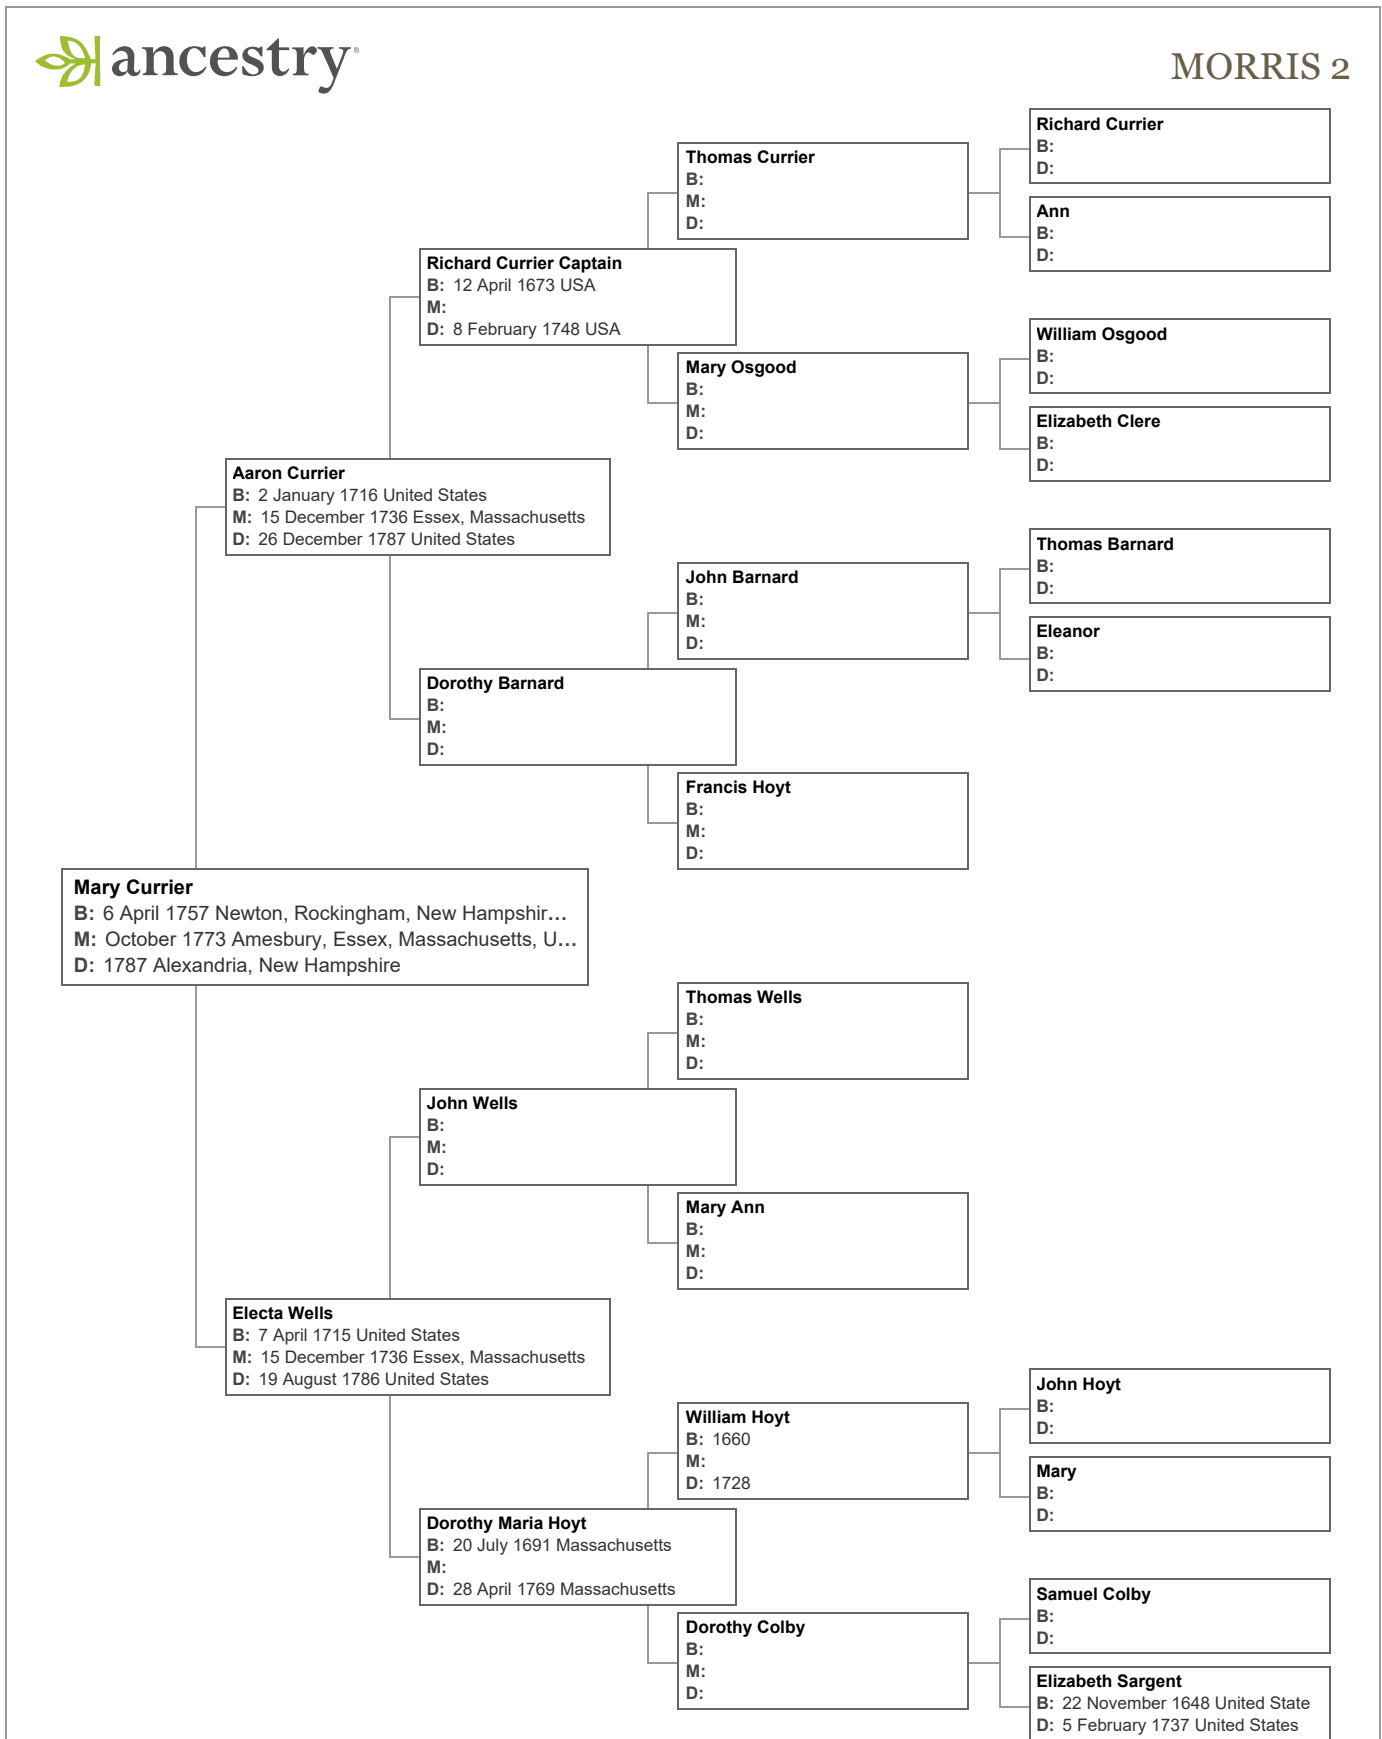 ancestry®
MORRIS 2
Richard Currier
B:
D:
Thomas Currier
B:
M:
D:
Ann
B:
D:
Richard Currier Captain
B: 12 April 1673 USA
M:
D: 8 February 1748 USA
William Osgood
B:
D:
Mary Osgood
B:
M:
D:
Elizabeth Clere
B:
D:
Aaron Currier
B: 2 January 1716 United States
M: 15 December 1736 Essex, Massachusetts
D: 26 December 1787 United States
Thomas Barnard
B:
D:
John Barnard
B:
M:
D:
Eleanor
B:
D:
Dorothy Barnard
B:
M:
D:
Francis Hoyt
B:
M:
D:
Mary Currier
B: 6 April 1757 Newton, Rockingham, New Hampshir...
M: October 1773 Amesbury, Essex, Massachusetts, U...
D: 1787 Alexandria, New Hampshire
Thomas Wells
B:
M:
D:
John Wells
B:
M:
D:
Mary Ann
B:
M:
D:
Electa Wells
B: 7 April 1715 United States
M: 15 December 1736 Essex, Massachusetts
D: 19 August 1786 United States
John Hoyt
B:
D:
William Hoyt
B: 1660
M:
D: 1728
Mary
B:
D:
Dorothy Maria Hoyt
B: 20 July 1691 Massachusetts
M:
D: 28 April 1769 Massachusetts
Samuel Colby
B:
D:
Dorothy Colby
B:
M:
D:
Elizabeth Sargent
B: 22 November 1648 United State
D: 5 February 1737 United States